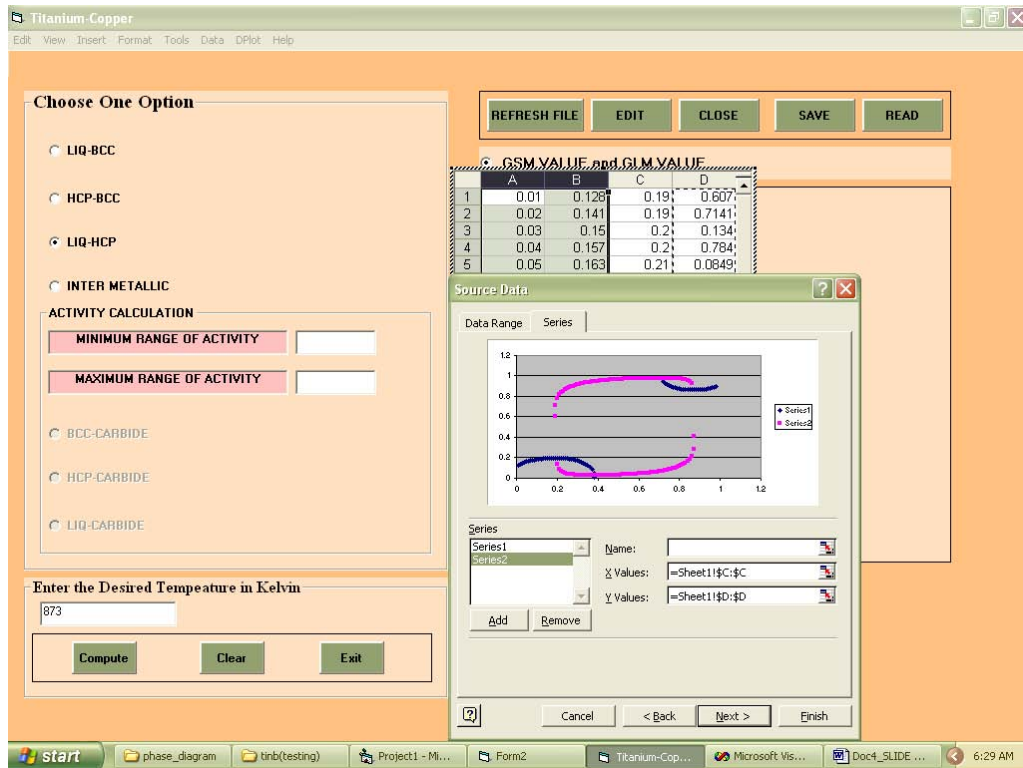 Titanium-Copper
Edit View Insert Format Tools Data DPlot Help
Choose One Option
LIQ-BCC
HCP-BCC
LIQ-HCP
INTER METALLIC
ACTIVITY CALCULATION
MINIMUM RANGE OF ACTIVITY
MAXIMUM RANGE OF ACTIVITY
BCC-CARBIDE
HCP-CARBIDE
LIQ-CARBIDE
Enter the Desired Tempeature in Kelvin
873
Compute Clear Exit
REFRESH FILE EDIT CLOSE SAVE READ
GSM.VALUE and GLM.VALUE
A B C D
1 0.01 0.128 0.19 0.607
2 0.02 0.141 0.19 0.7141
3 0.03 0.15 0.2 0.134
4 0.04 0.157 0.2 0.784
5 0.05 0.163 0.21 0.0849
Source Data
Data Range Series
1.2
1
0.8
0.6
0.4
0.2
0
0 0.2 0.4 0.6 0.8 1 1.2
Series1
Series2
Series
Series1
Series2
Name:
X Values: =Sheet1!$C:$C
Y Values: =Sheet1!$D:$D
Add Remove
Cancel < Back Next > Finish
start phase_diagram tinb(testing) Project1 - Mi... Form2 Titanium-Cop... Microsoft Vis... Doc4_SLIDE ... 6:29 AM